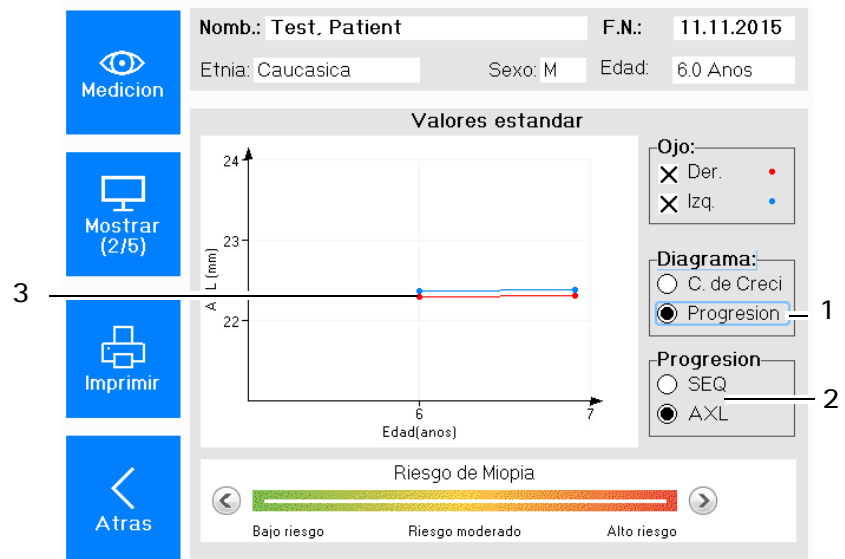 Nomb.: Test, Patient F.N.: 11.11.2015
Etnia: Caucasica Sexo: M Edad: 6.0 Anos
Medicion
Mostrar
(2/5)
Imprimir
Atras
Valores estandar
24
23
22
A L (mm)
6
7
Edad(anos)
Ojo:
Der.
Izq.
Diagrama:
C. de Creci
Progresion
Progresion
SEQ
AXL
Riesgo de Miopia
Bajo riesgo Riesgo moderado Alto riesgo
3
1
2